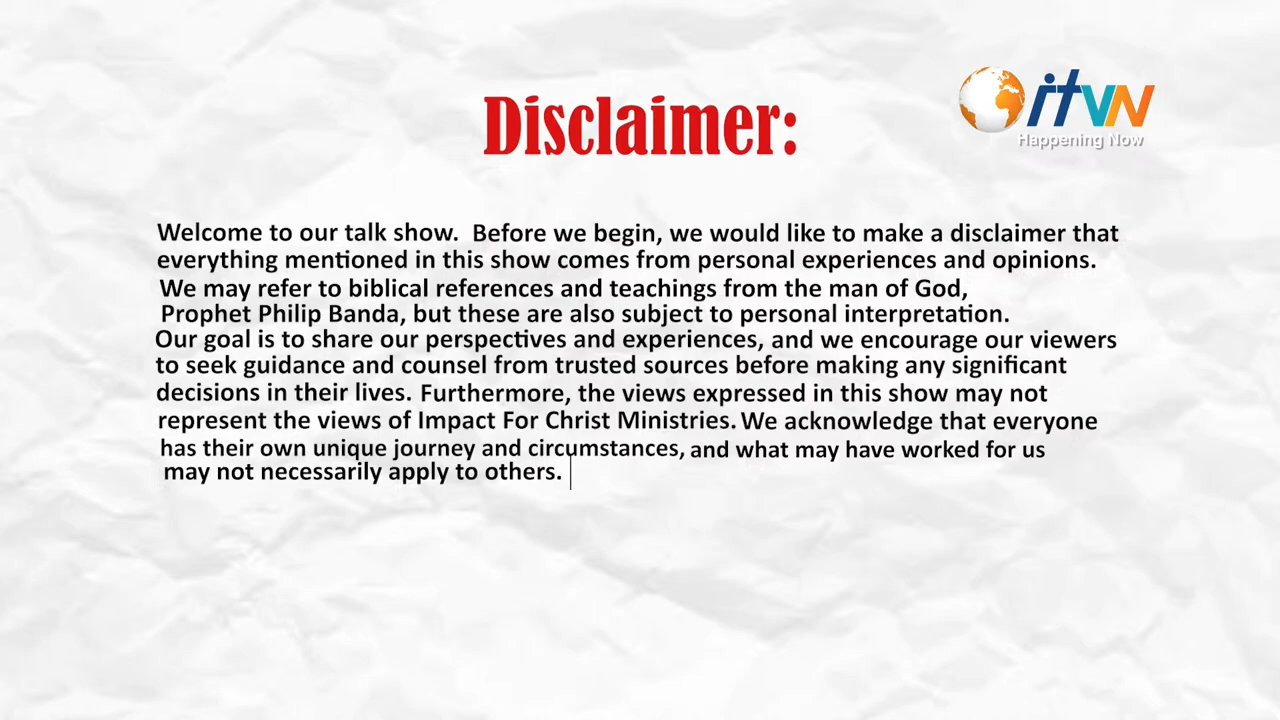 itvn
Happening Now
Disclaimer:
Welcome to our talk show. Before we begin, we would like to make a disclaimer that
everything mentioned in this show comes from personal experiences and opinions.
We may refer to biblical references and teachings from the man of God,
Prophet Philip Banda, but these are also subject to personal interpretation.
Our goal is to share our perspectives and experiences, and we encourage our viewers
to seek guidance and counsel from trusted sources before making any significant
decisions in their lives. Furthermore, the views expressed in this show may not
represent the views of Impact For Christ Ministries. We acknowledge that everyone
has their own unique journey and circumstances, and what may have worked for us
may not necessarily apply to others.